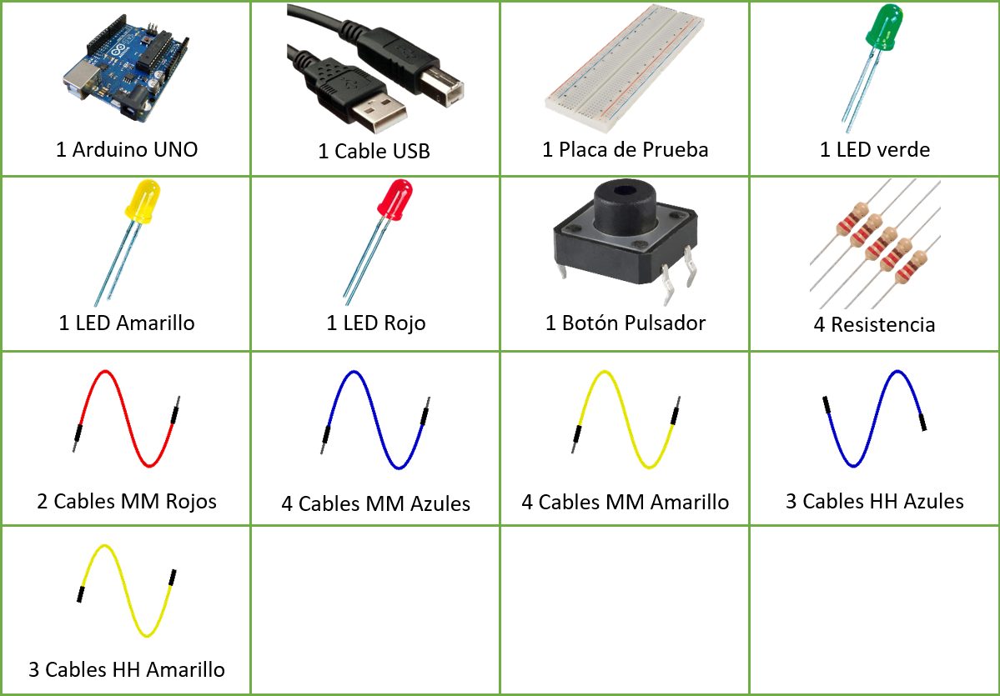 1 Arduino UNO
1 Cable USB
1 Placa de Prueba
1 LED verde
1 LED Amarillo
1 LED Rojo
1 Botón Pulsador
4 Resistencia
2 Cables MM Rojos
4 Cables MM Azules
4 Cables MM Amarillo
3 Cables HH Azules
3 Cables HH Amarillo